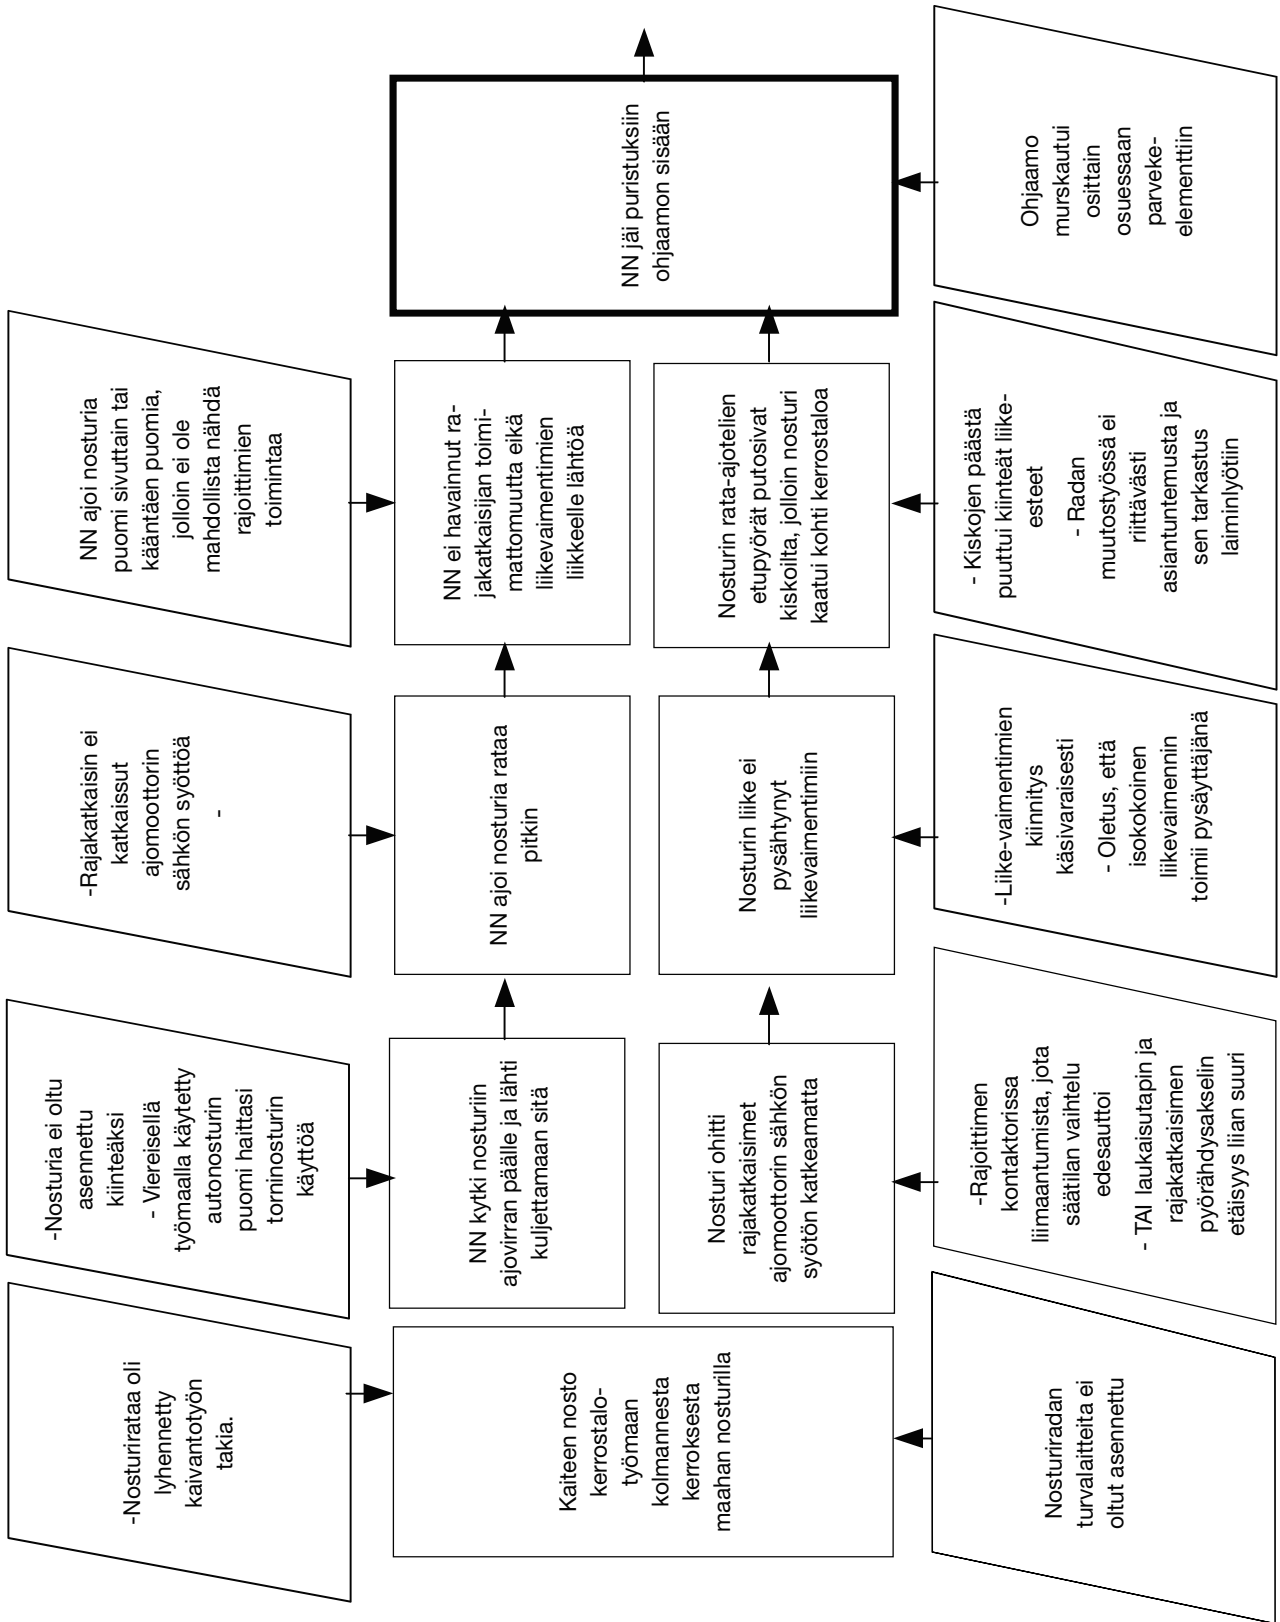 -Nosturirataa oli
lyhennetty
kaivantotyön
takia.
-Nosturia ei oltu
asennettu
kiinteäksi
- Viereisellä
työmaalla käytetty
autonosturin
puomi haittasi
torninosturin
käyttöä
-Rajakatkaisin ei
katkaissut
ajomoottorin
sähkön syöttöä
-
NN ajoi nosturia
puomi sivuttain tai
kääntäen puomia,
jolloin ei ole
mahdollista nähdä
rajoittimien
toimintaa
Kaiteen nosto
kerrostalo-
työmaan
kolmannesta
kerroksesta
maahan nosturilla
NN kytki nosturiin
ajovirran päälle ja lähti
kuljettamaan sitä
NN ajoi nosturia rataa
pitkin
NN ei havainnut ra-
jakatkaisijan toimi-
mattomuutta eikä
liikevaimentimien
liikkeelle lähtöä
NN jäi puristuksiin
ohjaamon sisään
Nosturi ohitti
rajakatkaisimet
ajomoottorin sähkön
syötön katkeamatta
Nosturin liike ei
pysähtynyt
liikevaimentimiin
Nosturin rata-ajotelien
etupyörät putosivat
kiskoilta, jolloin nosturi
kaatui kohti kerrostaloa
Nosturiradan
turvalaitteita ei
oltut asennettu
-Rajoittimen
kontaktorissa
liimaantumista, jota
säätilan vaihtelu
edesauttoi
- TAI laukaisutapin ja
rajakatkaisimen
pyörähdysakselin
etäisyys liian suuri
-Liike-vaimentimien
kiinnitys
käsivaraisesti
- Oletus, että
isokokoinen
liikevaimennin
toimii pysäyttäjänä
- Kiskojen päästä
puuttui kiinteät liike-
esteet
- Radan
muutostyössä ei
riittävästi
asiantuntemusta ja
sen tarkastus
laiminlyötiin
Ohjaamo
murskautui
osittain
osuessaan
parveke-
elementtiin